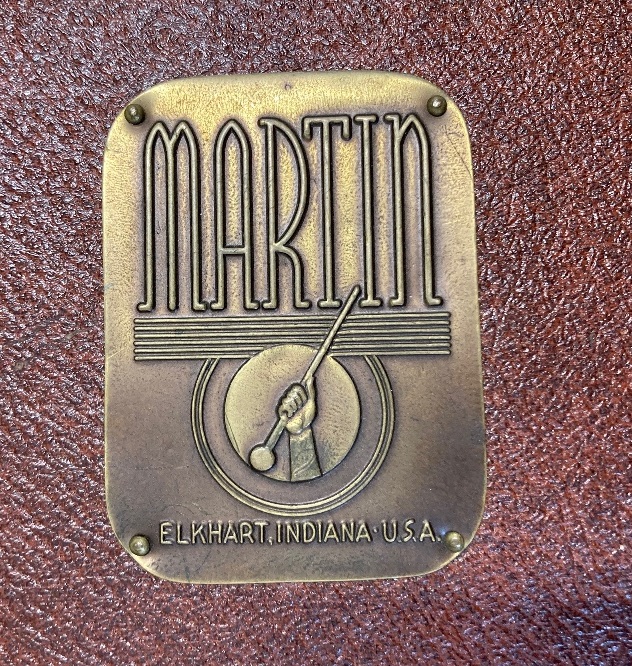 MARTIN
ELKHART, INDIANA · U.S.A.